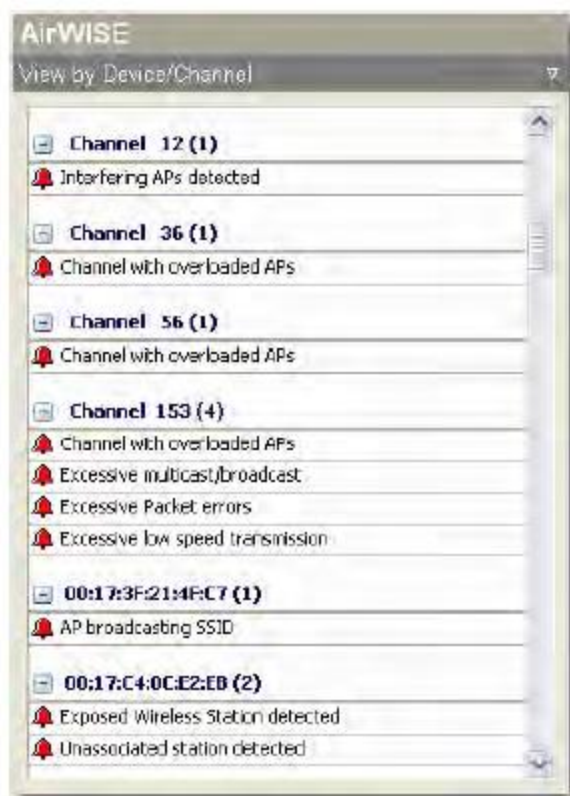 AirWISE
View by Device/Channel
Channel 12 (1)
Interfering APs detected
Channel 36 (1)
Channel with overloaded APs
Channel 56 (1)
Channel with overloaded APs
Channel 153 (4)
Channel with overloaded APs
Excessive multicast/broadcast
Excessive Packet errors
Excessive low speed transmission
00:17:3F:21:4F:C7 (1)
AP broadcasting SSID
00:17:C4:0C:E2:EB (2)
Exposed Wireless Station detected
Unassociated station detected